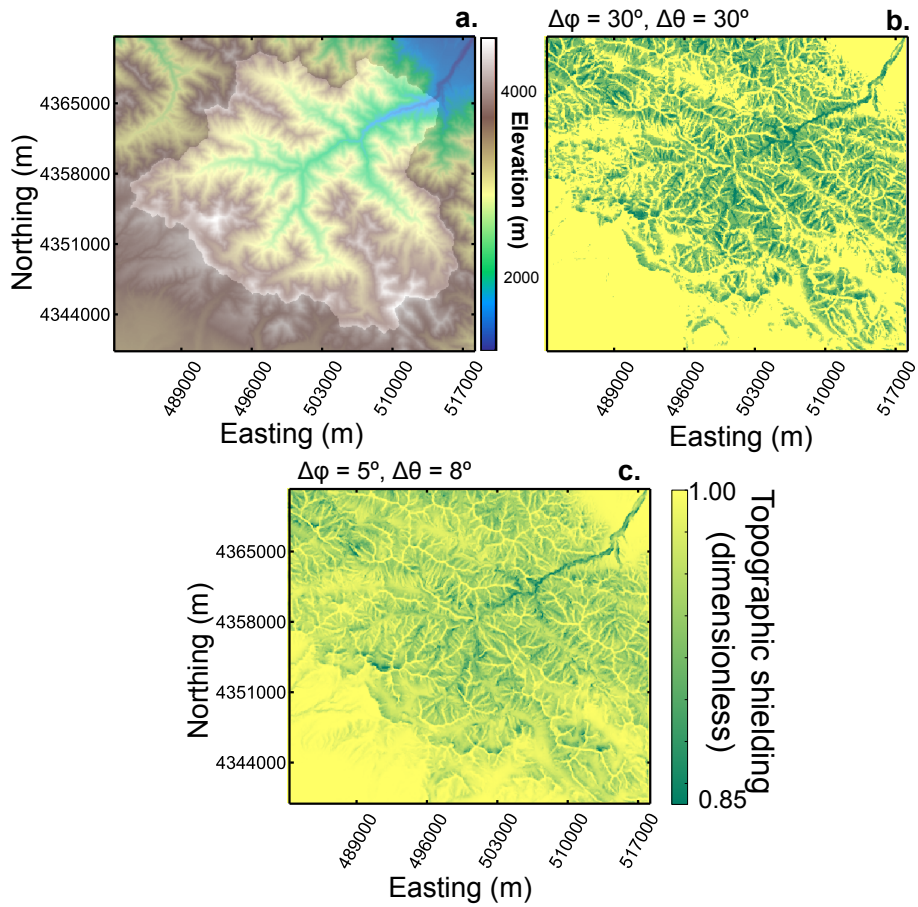 a.
4365000
4358000
4351000
4344000
Northing (m)
489000
496000
503000
510000
517000
Easting (m)
4000
2000
Elevation (m)
Δφ = 30º, Δθ = 30º
b.
489000
496000
503000
510000
517000
Easting (m)
Δφ = 5º, Δθ = 8º
c.
4365000
4358000
4351000
4344000
Northing (m)
489000
496000
503000
510000
517000
Easting (m)
1.00
0.85
Topographic shielding
(dimensionless)